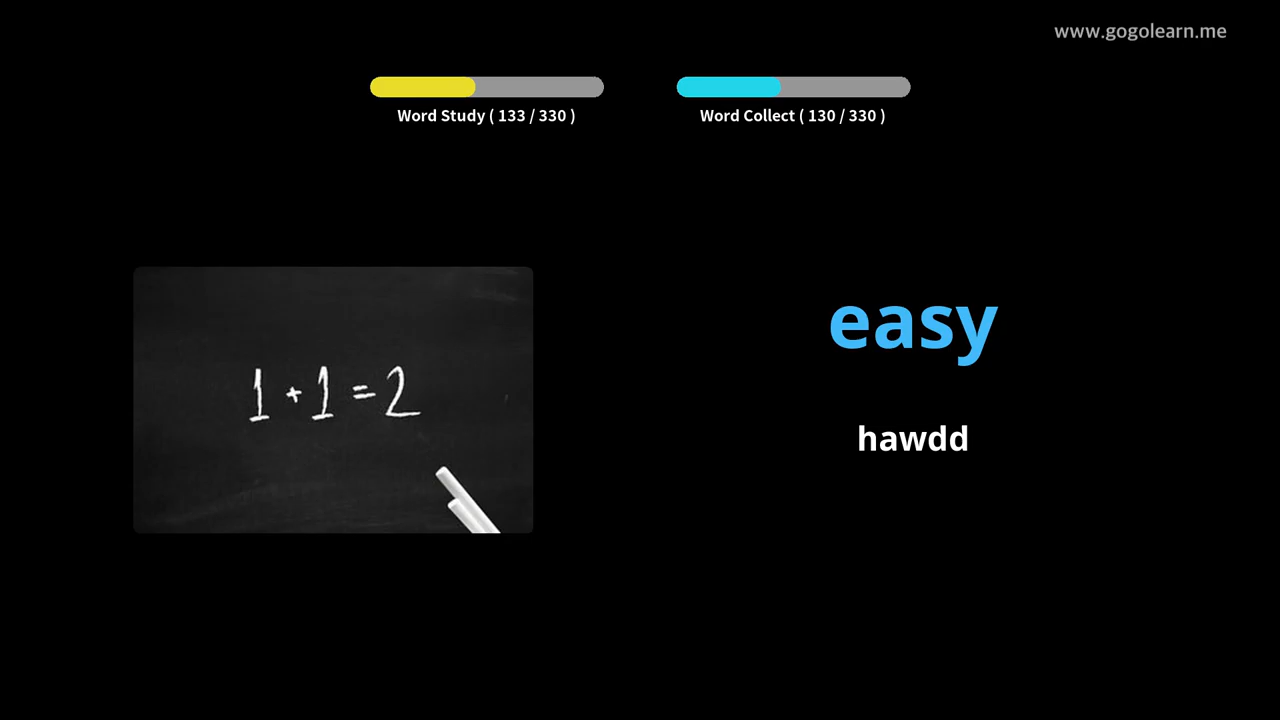 www.gogolearn.me
Word Study ( 133 / 330 )
Word Collect ( 130 / 330 )
1 + 1 = 2
easy
hawdd